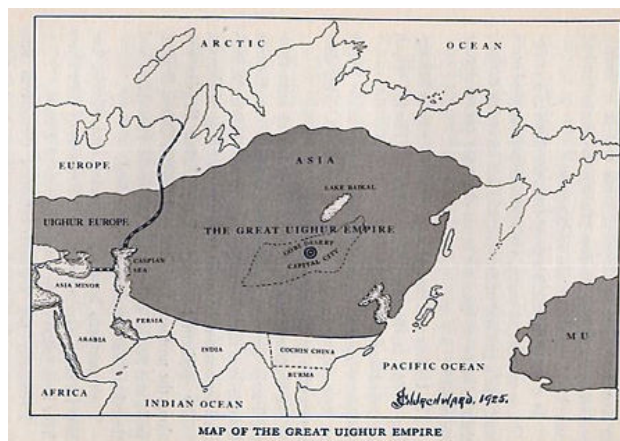 ARCTIC OCEAN
EUROPE
ASIA
LAKE BAIKAL
UIGHUR EUROPE
THE GREAT UIGHUR EMPIRE
GOBI DESERT
CAPITAL CITY
CASPIAN
SEA
ASIA MINOR
PERSIA
ARABIA
INDIA
COCHIN CHINA
BURMA
MU
PACIFIC OCEAN
AFRICA
INDIAN OCEAN
J Churchward. 1925.
MAP OF THE GREAT UIGHUR EMPIRE